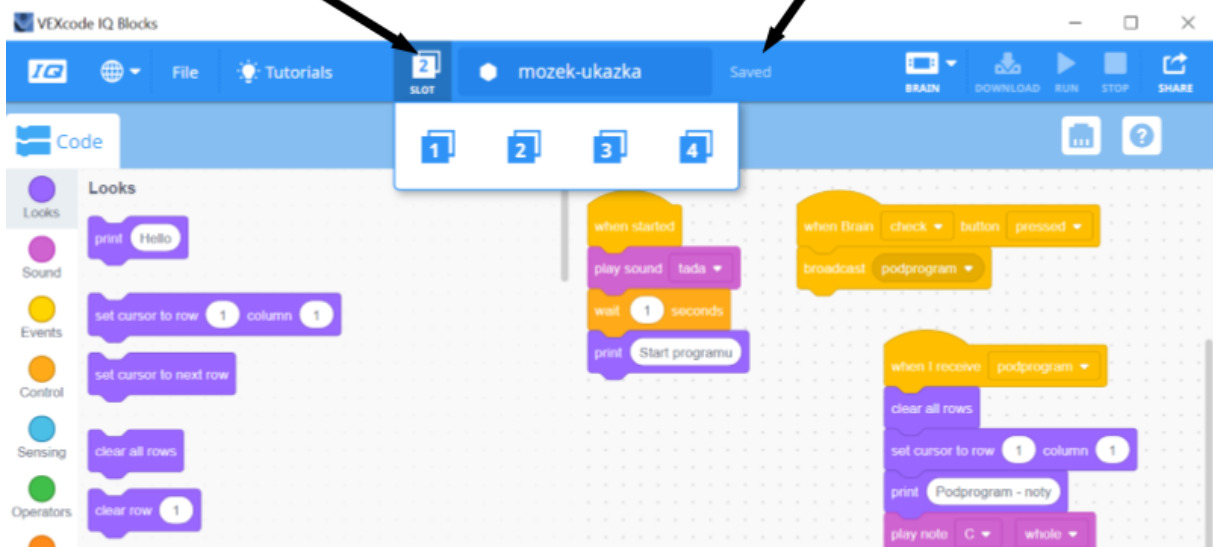 VEXcode IQ Blocks
IQ File Tutorials 2 SLOT mozek-ukazka Saved BRAIN DOWNLOAD RUN STOP SHARE
Code
1 2 3 4
?
Looks
Sound
Events
Control
Sensing
Operators
Looks
print Hello
set cursor to row 1 column 1
set cursor to next row
clear all rows
clear row 1
when started
play sound tada
wait 1 seconds
print Start programu
when Brain check button pressed
broadcast podprogram
when I receive podprogram
clear all rows
set cursor to row 1 column 1
print Podprogram - noty
play note C whole